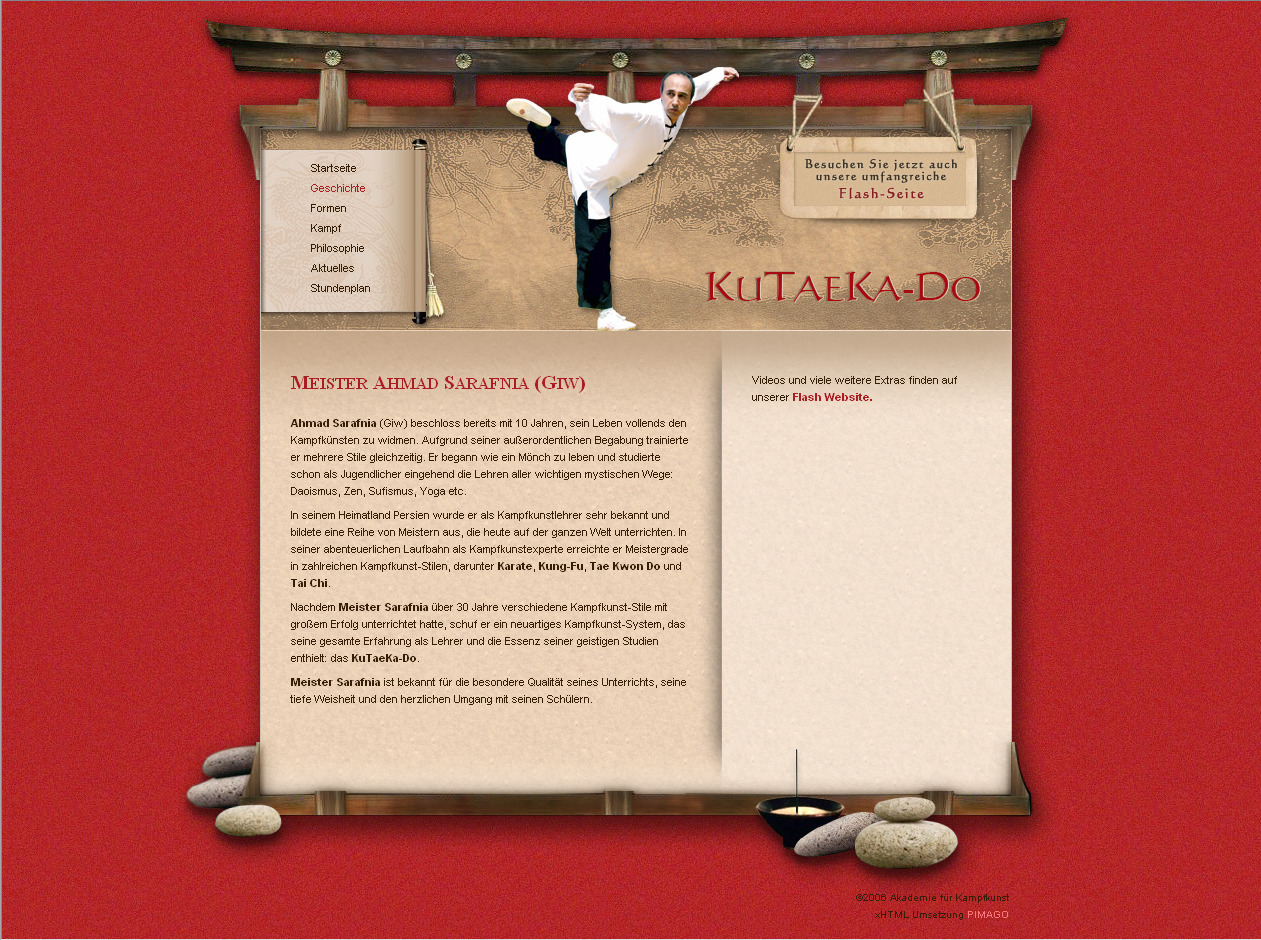 Startseite
Geschichte
Formen
Kampf
Philosophie
Aktuelles
Stundenplan
Besuchen Sie jetzt auch
unsere umfangreiche
Flash-Seite
KuTaeKa-Do
Meister Ahmad Sarafnia (Giw)
Ahmad Sarafnia (Giw) beschloss bereits mit 10 Jahren, sein Leben vollends den
Kampfkünsten zu widmen. Aufgrund seiner außerordentlichen Begabung trainierte
er mehrere Stile gleichzeitig. Er begann wie ein Mönch zu leben und studierte
schon als Jugendlicher eingehend die Lehren aller wichtigen mystischen Wege:
Daoismus, Zen, Sufismus, Yoga etc.
In seinem Heimatland Persien wurde er als Kampfkunstlehrer sehr bekannt und
bildete eine Reihe von Meistern aus, die heute auf der ganzen Welt unterrichten. In
seiner abenteuerlichen Laufbahn als Kampfkunstexperte erreichte er Meistergrade
in zahlreichen Kampfkunst-Stilen, darunter Karate, Kung-Fu, Tae Kwon Do und
Tai Chi.
Nachdem Meister Sarafnia über 30 Jahre verschiedene Kampfkunst-Stile mit
großem Erfolg unterrichtet hatte, schuf er ein neuartiges Kampfkunst-System, das
seine gesamte Erfahrung als Lehrer und die Essenz seiner geistigen Studien
enthielt: das KuTaeKa-Do.
Meister Sarafnia ist bekannt für die besondere Qualität seines Unterrichts, seine
tiefe Weisheit und den herzlichen Umgang mit seinen Schülern.
Videos und viele weitere Extras finden auf
unserer Flash Website.
©2006 Akademie für Kampfkunst
xHTML Umsetzung PIMAGO